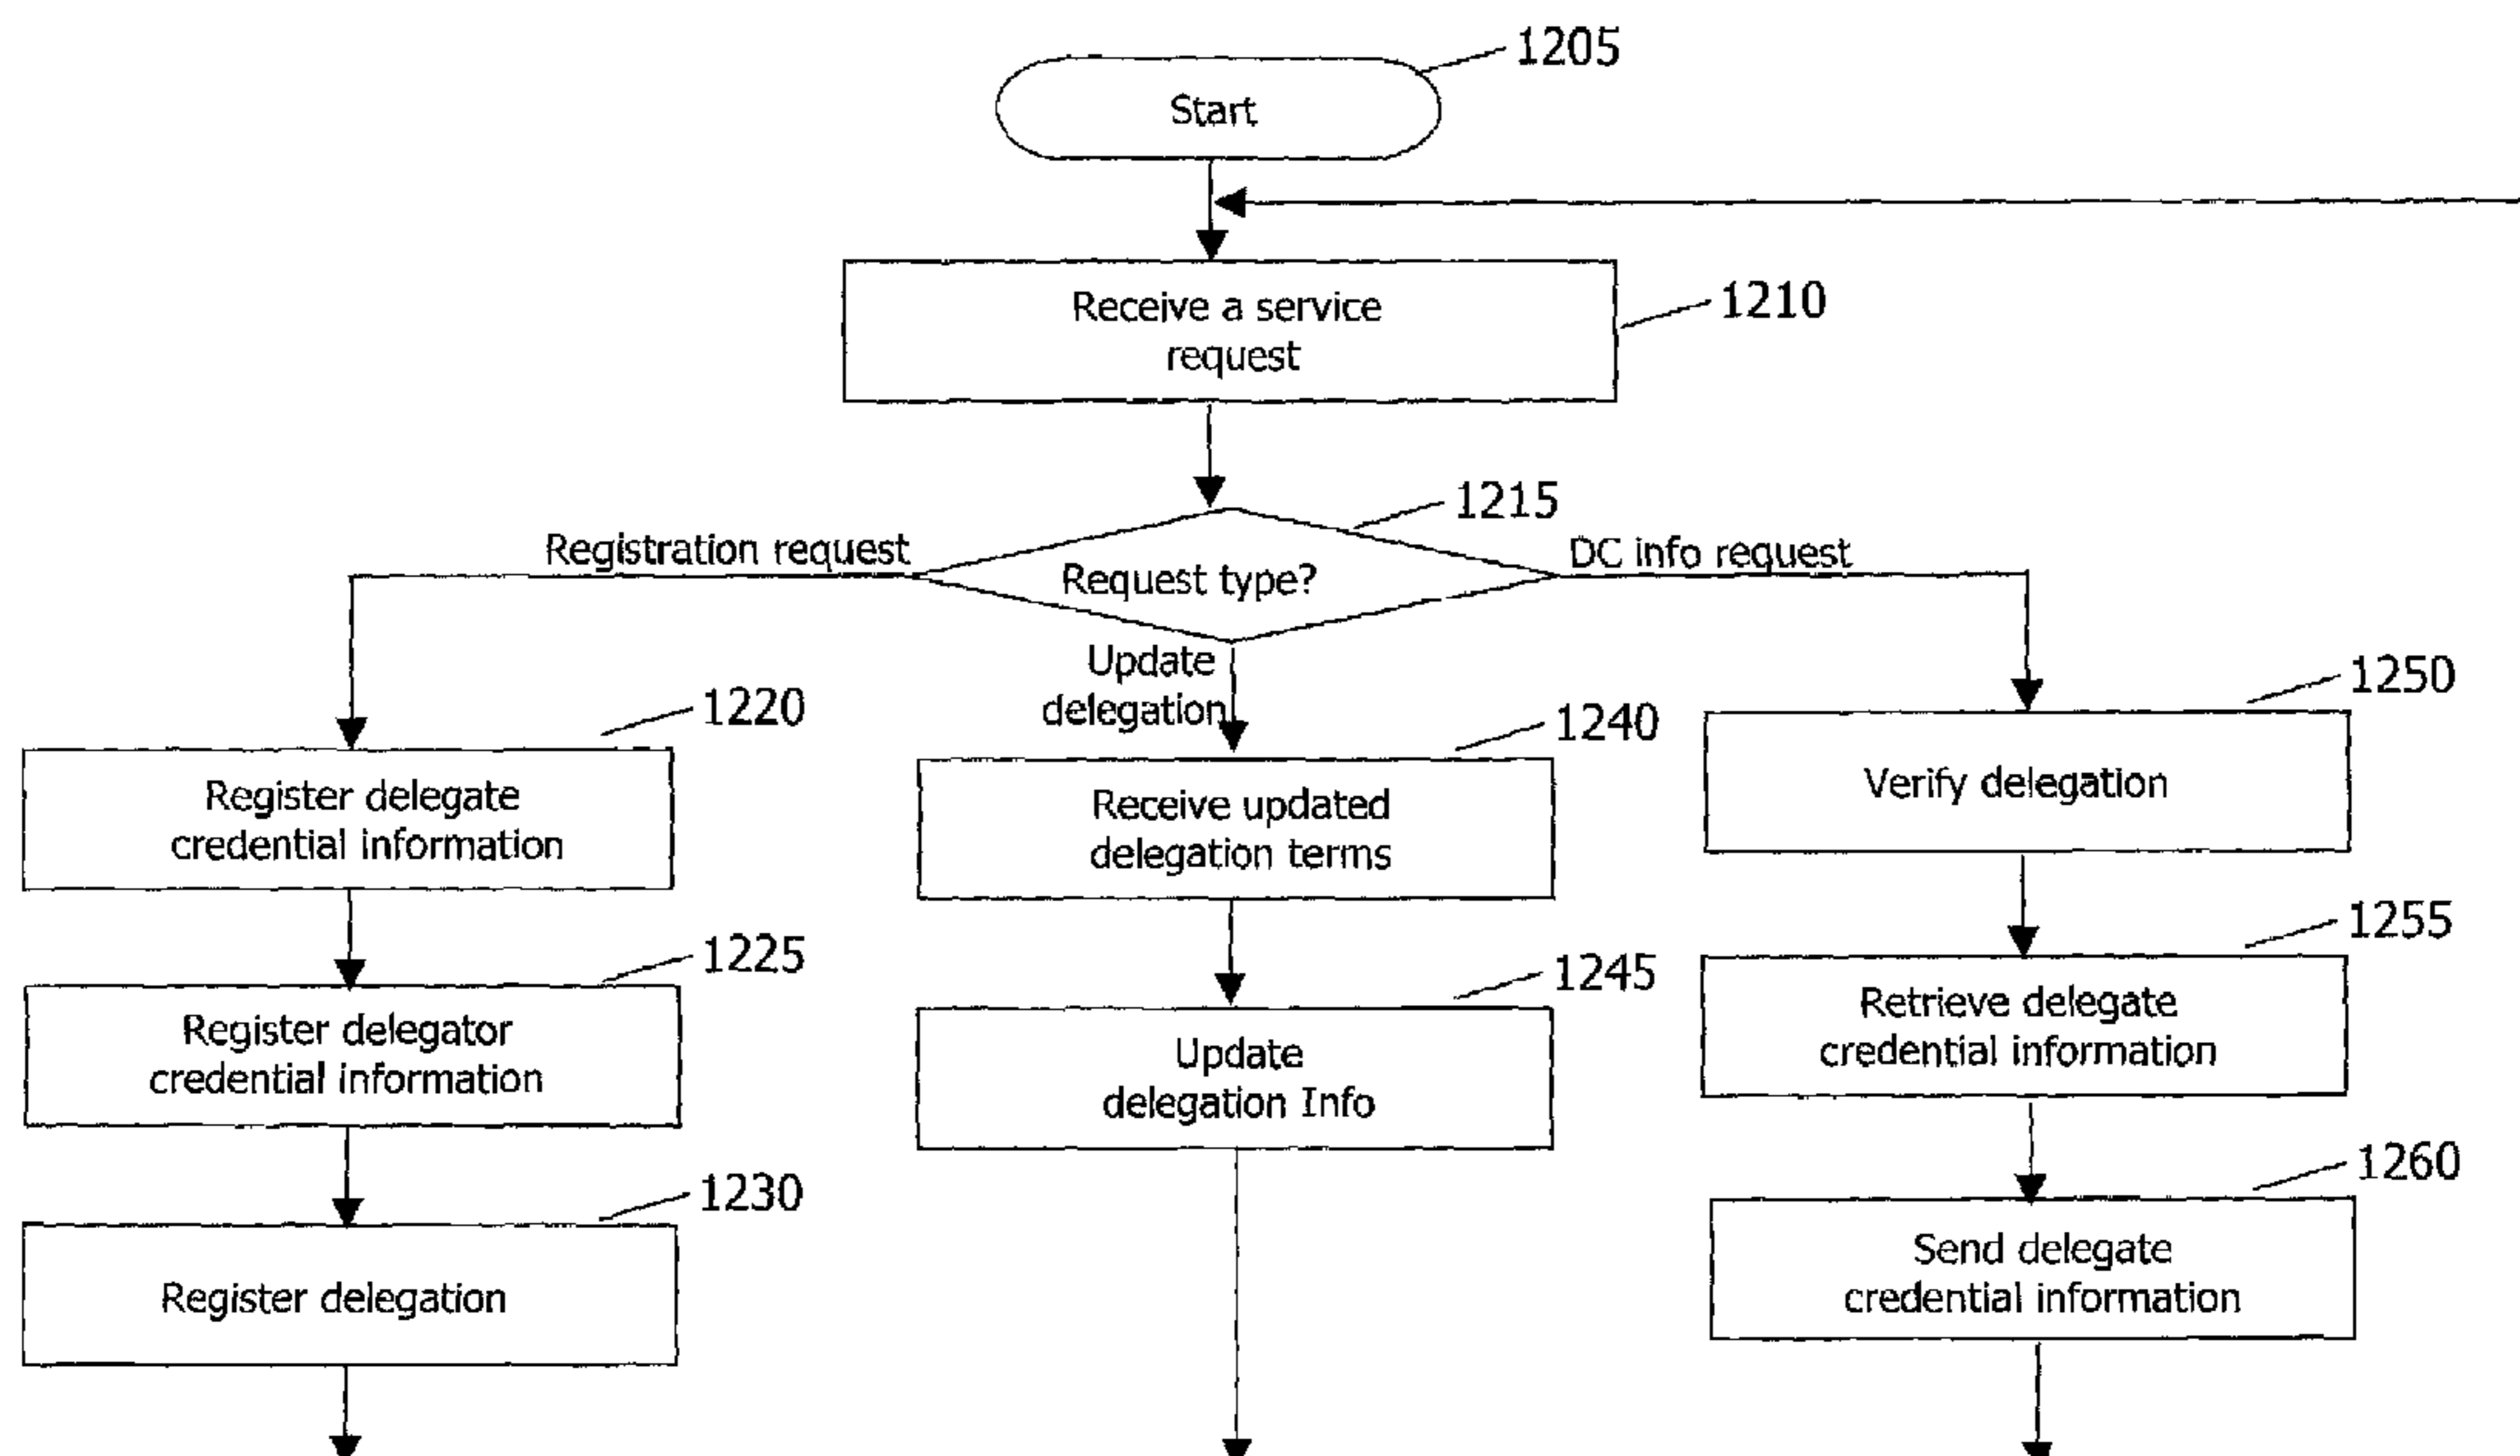 1205
Start
Receive a service
request
1210
1215
Registration request
Request type?
DC info request
Update
delegation
1220
Register delegate
credential information
1225
Register delegator
credential information
1230
Register delegation
1240
Receive updated
delegation terms
1245
Update
delegation Info
1250
Verify delegation
1255
Retrieve delegate
credential information
1260
Send delegate
credential information